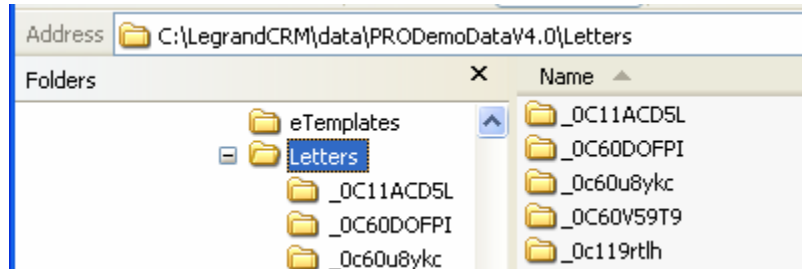 Address C:\LegrandCRM\data\PRODemoDataV4.0\Letters
Folders
eTemplates
Letters
_0C11ACD5L
_0C60DOFPI
_0c60u8ykc
Name
_0C11ACD5L
_0C60DOFPI
_0c60u8ykc
_0C60V59T9
_0c119rtlh